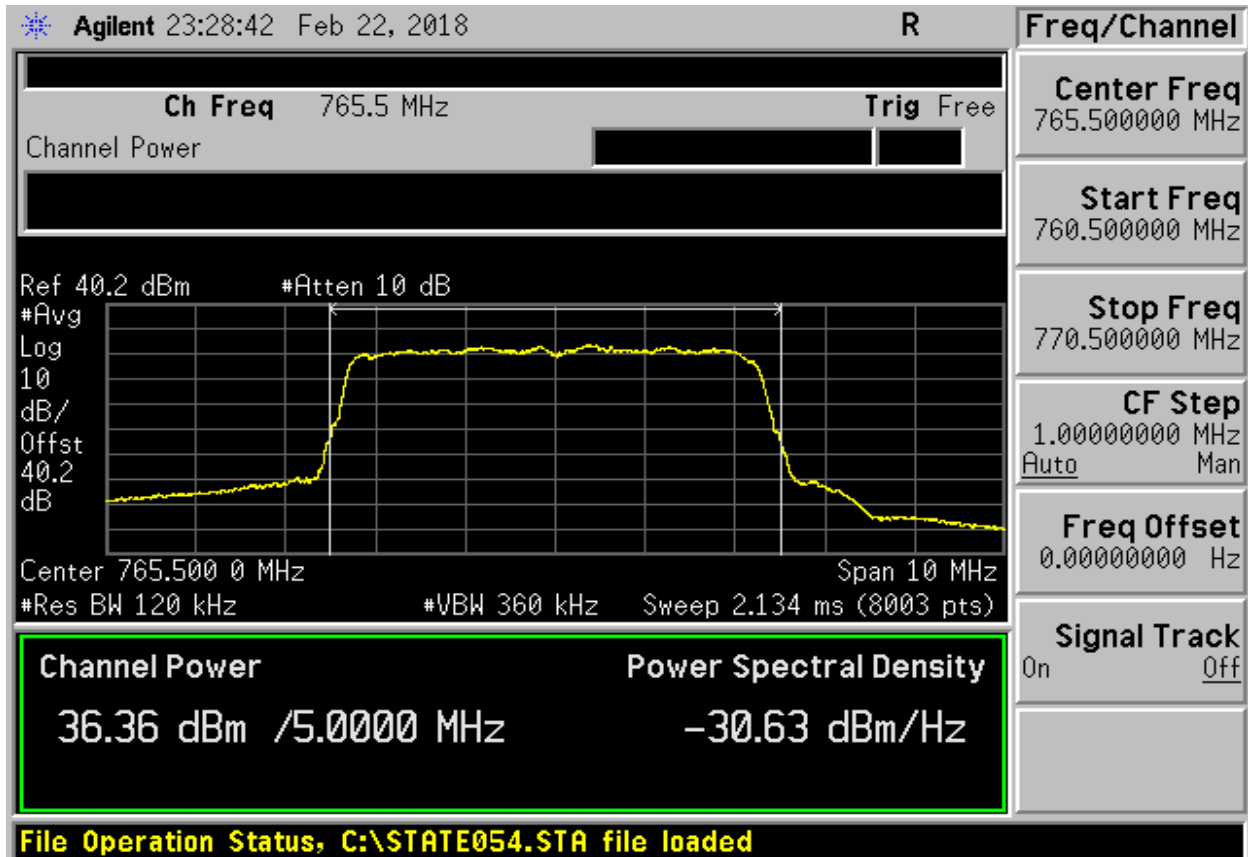 Agilent 23:28:42 Feb 22, 2018 R
Freq/Channel
Ch Freq 765.5 MHz Trig Free
Channel Power
Center Freq
765.500000 MHz
Start Freq
760.500000 MHz
Stop Freq
770.500000 MHz
CF Step
1.00000000 MHz
Auto Man
Freq Offset
0.00000000 Hz
Signal Track
On Off
Ref 40.2 dBm #Atten 10 dB
#Avg
Log
10
dB/
Offst
40.2
dB
Center 765.500 0 MHz Span 10 MHz
#Res BW 120 kHz #VBW 360 kHz Sweep 2.134 ms (8003 pts)
Channel Power Power Spectral Density
36.36 dBm /5.0000 MHz -30.63 dBm/Hz
File Operation Status, C:\STATE054.STA file loaded